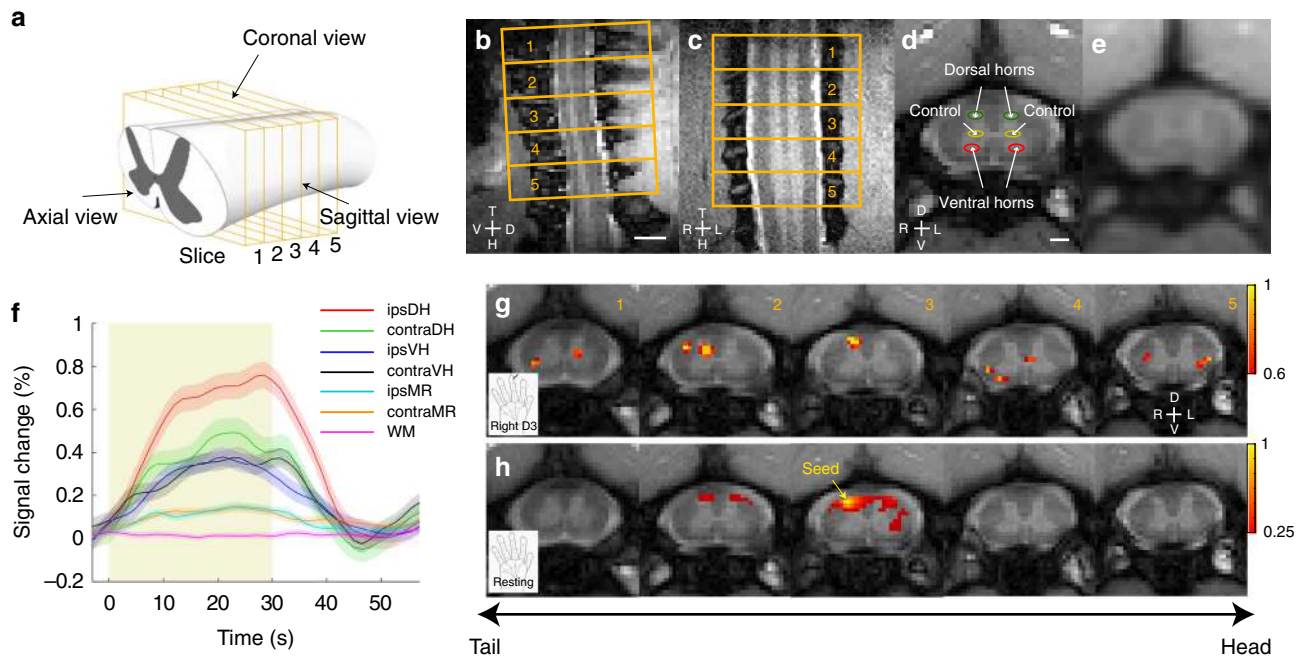 a
Coronal view
Axial view
Sagittal view
Slice
1 2 3 4 5
b
1
2
3
4
5
T
V D
H
c
1
2
3
4
5
T
R L
H
d
Dorsal horns
Control Control
Ventral horns
D
R L
V
e
f
ipsDH
contraDH
ipsVH
contraVH
ipsMR
contraMR
WM
1
0.8
0.6
0.4
0.2
0
–0.2
Signal change (%)
0 10 20 30 40 50
Time (s)
g
1 2 3 4 5
Right D3
D
R L
V
1
0.6
h
Seed
Resting
1
0.25
Tail Head